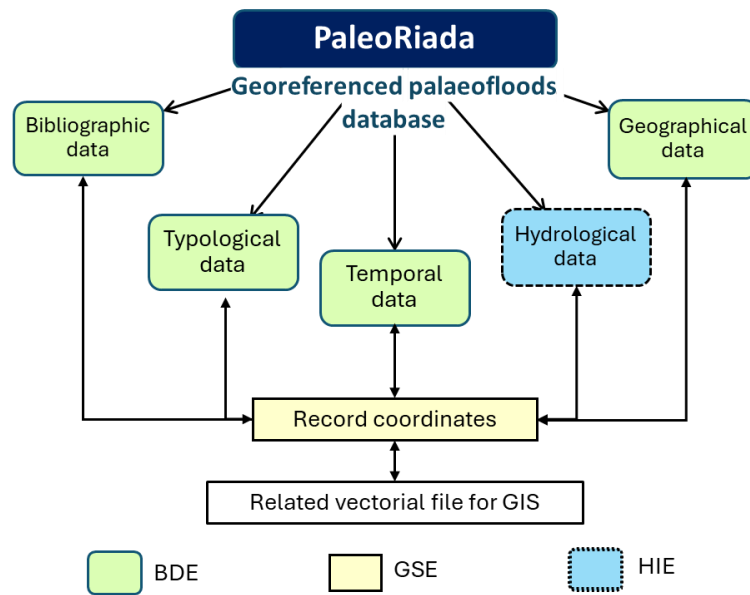 PaleoRiada
Georeferenced palaeofloods
database
Bibliographic
data
Geographical
data
Typological
data
Temporal
data
Hydrological
data
Record coordinates
Related vectorial file for GIS
BDE
GSE
HIE